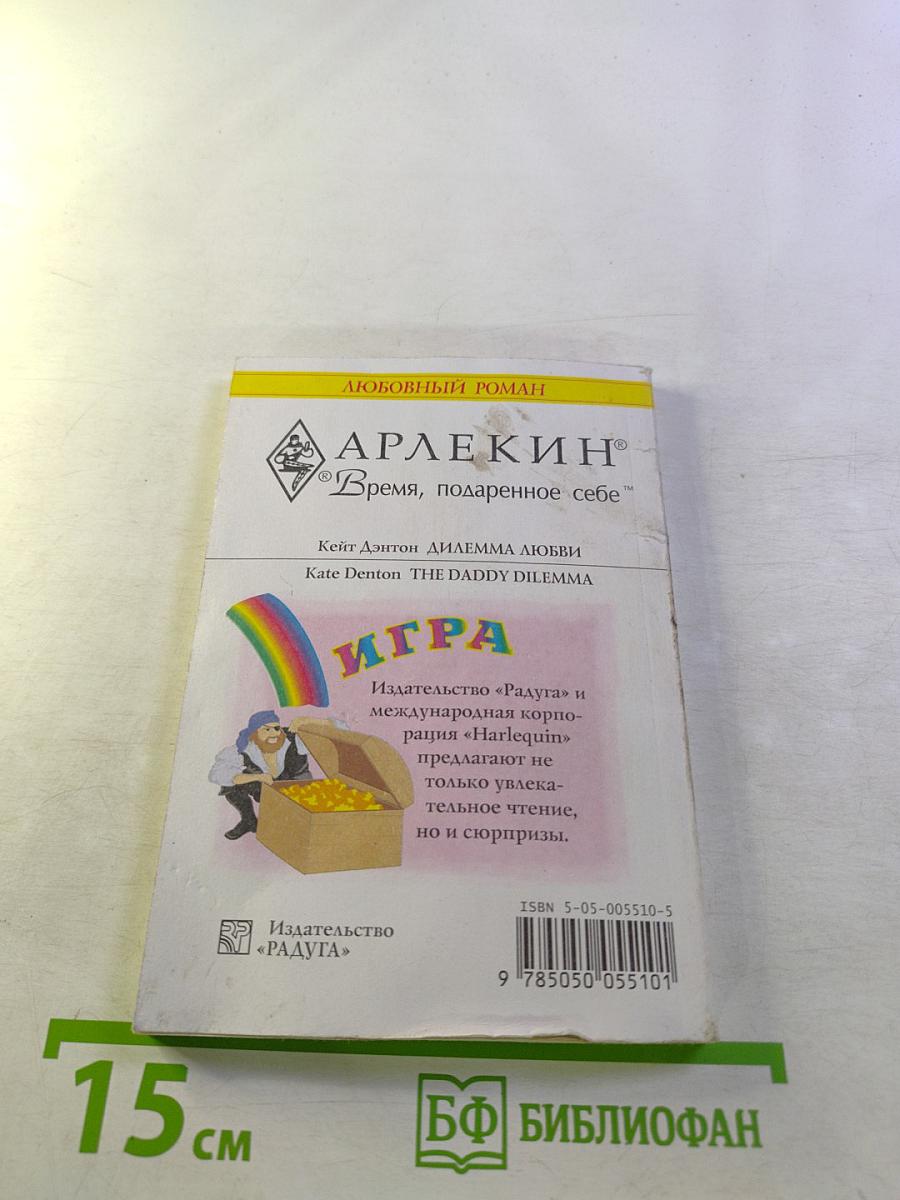 ЛЮБОВНЫЙ РОМАН
АРЛЕКИН®
® Время, подаренное себе™
Кейт Дэнтон ДИЛЕММА ЛЮБВИ
Kate Denton THE DADDY DILEMMA
ИГРА
Издательство «Радуга» и
международная корпо-
рация «Harlequin»
предлагают не
только увлека-
тельное чтение,
но и сюрпризы.
ISBN 5-05-005510-5
9 785050 055101
Издательство
«РАДУГА»
15 см
БФ БИБЛИОФАН